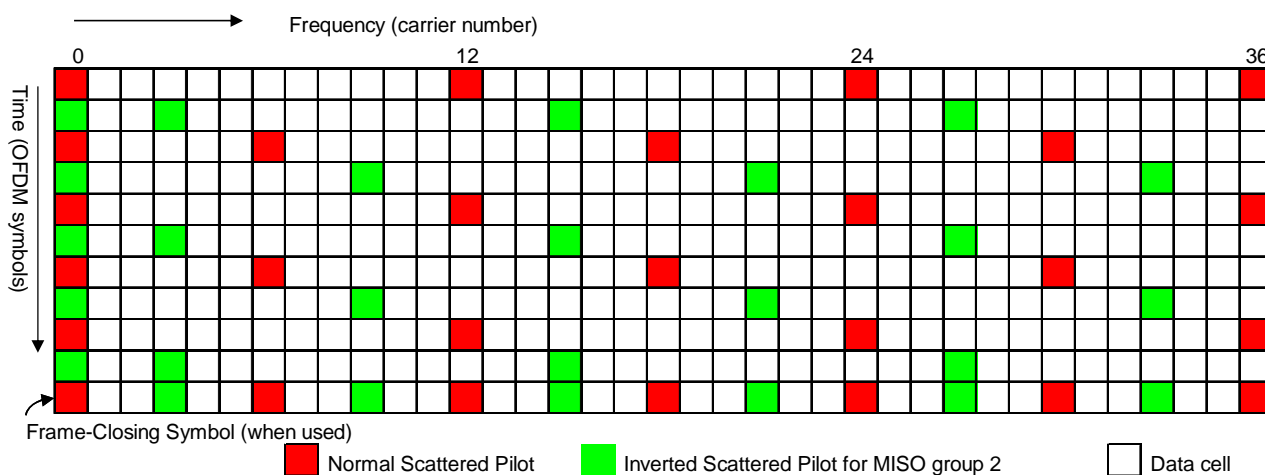 Frequency (carrier number)
0 12 24 36
Time (OFDM symbols)
Frame-Closing Symbol (when used)
Normal Scattered Pilot Inverted Scattered Pilot for MISO group 2 Data cell